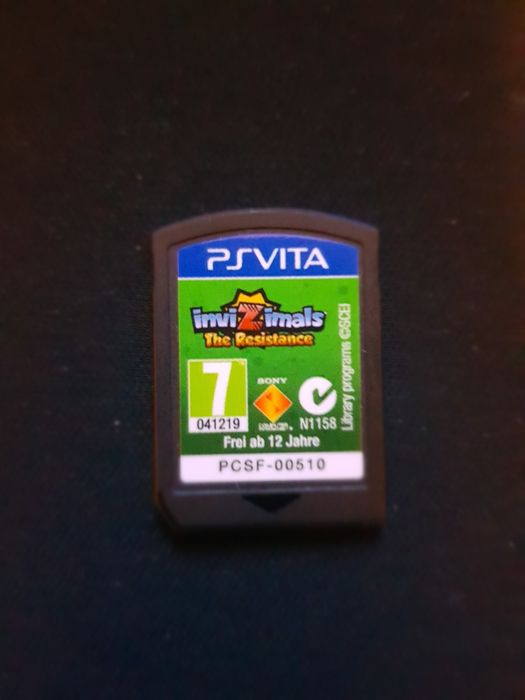 PSVITA
inviZimals
The Resistance
7
041219
SONY
N1158
Library programs ©SCEI
Frei ab 12 Jahre
PCSF-00510